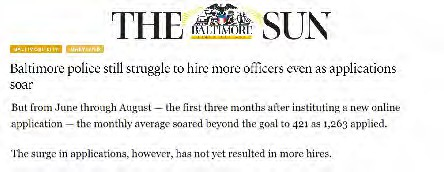 THE BALTIMORE SUN
BALTIMORE CITY
Baltimore police still struggle to hire more officers even as applications
soar
But from June through August — the first three months after instituting a new online
application — the monthly average soared beyond the goal to 421 as 1,263 applied.
The surge in applications, however, has not yet resulted in more hires.